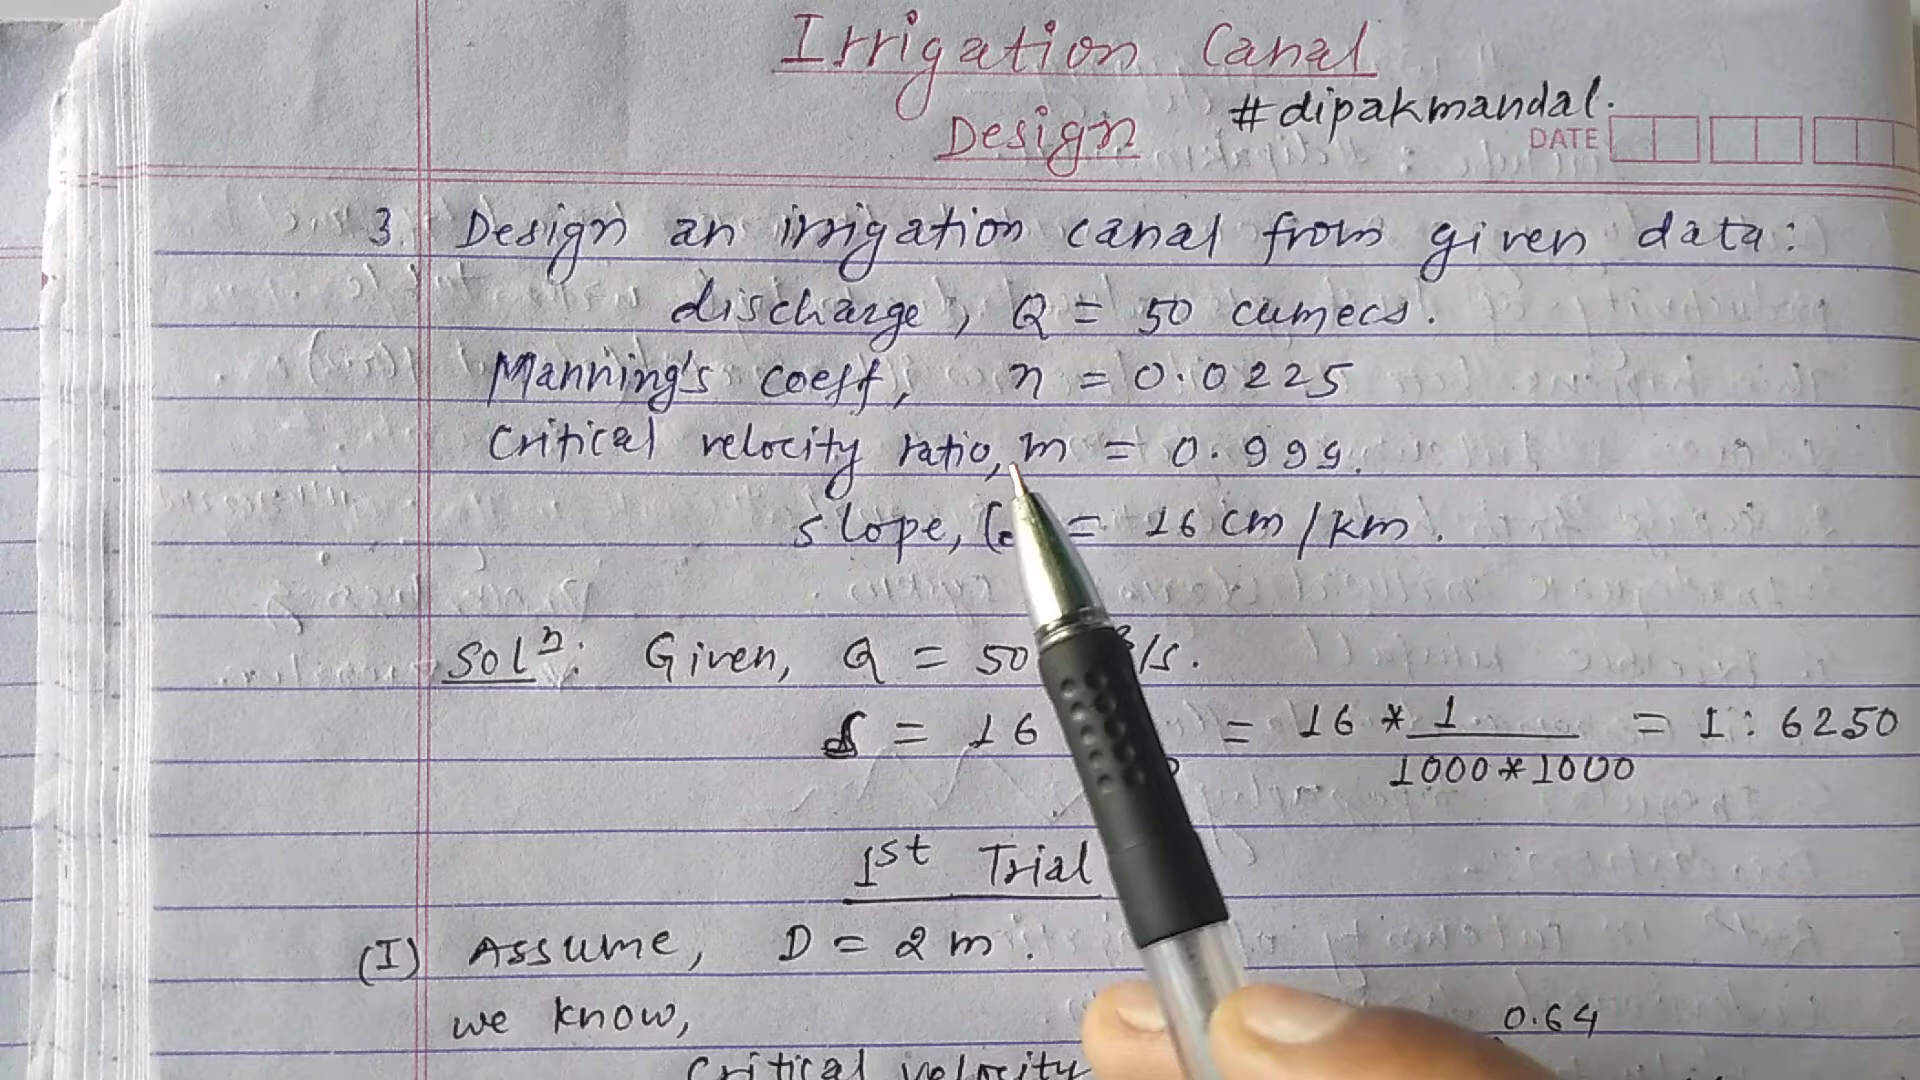 Irrigation Canal
Design #dipakmandal.
DATE
3. Design an irrigation canal from given data:
discharge, Q = 50 cumecs.
Manning's coeff, n = 0.0225
Critical velocity ratio, m = 0.999.
slope, = 16 cm/km.
Solⁿ: Given, Q = 50 /s.
S = 16 = 16 * 1 = 1 : 6250
1000*1000
1st Trial
(I) Assume, D = 2 m.
we know,
0.64
Critical velocity